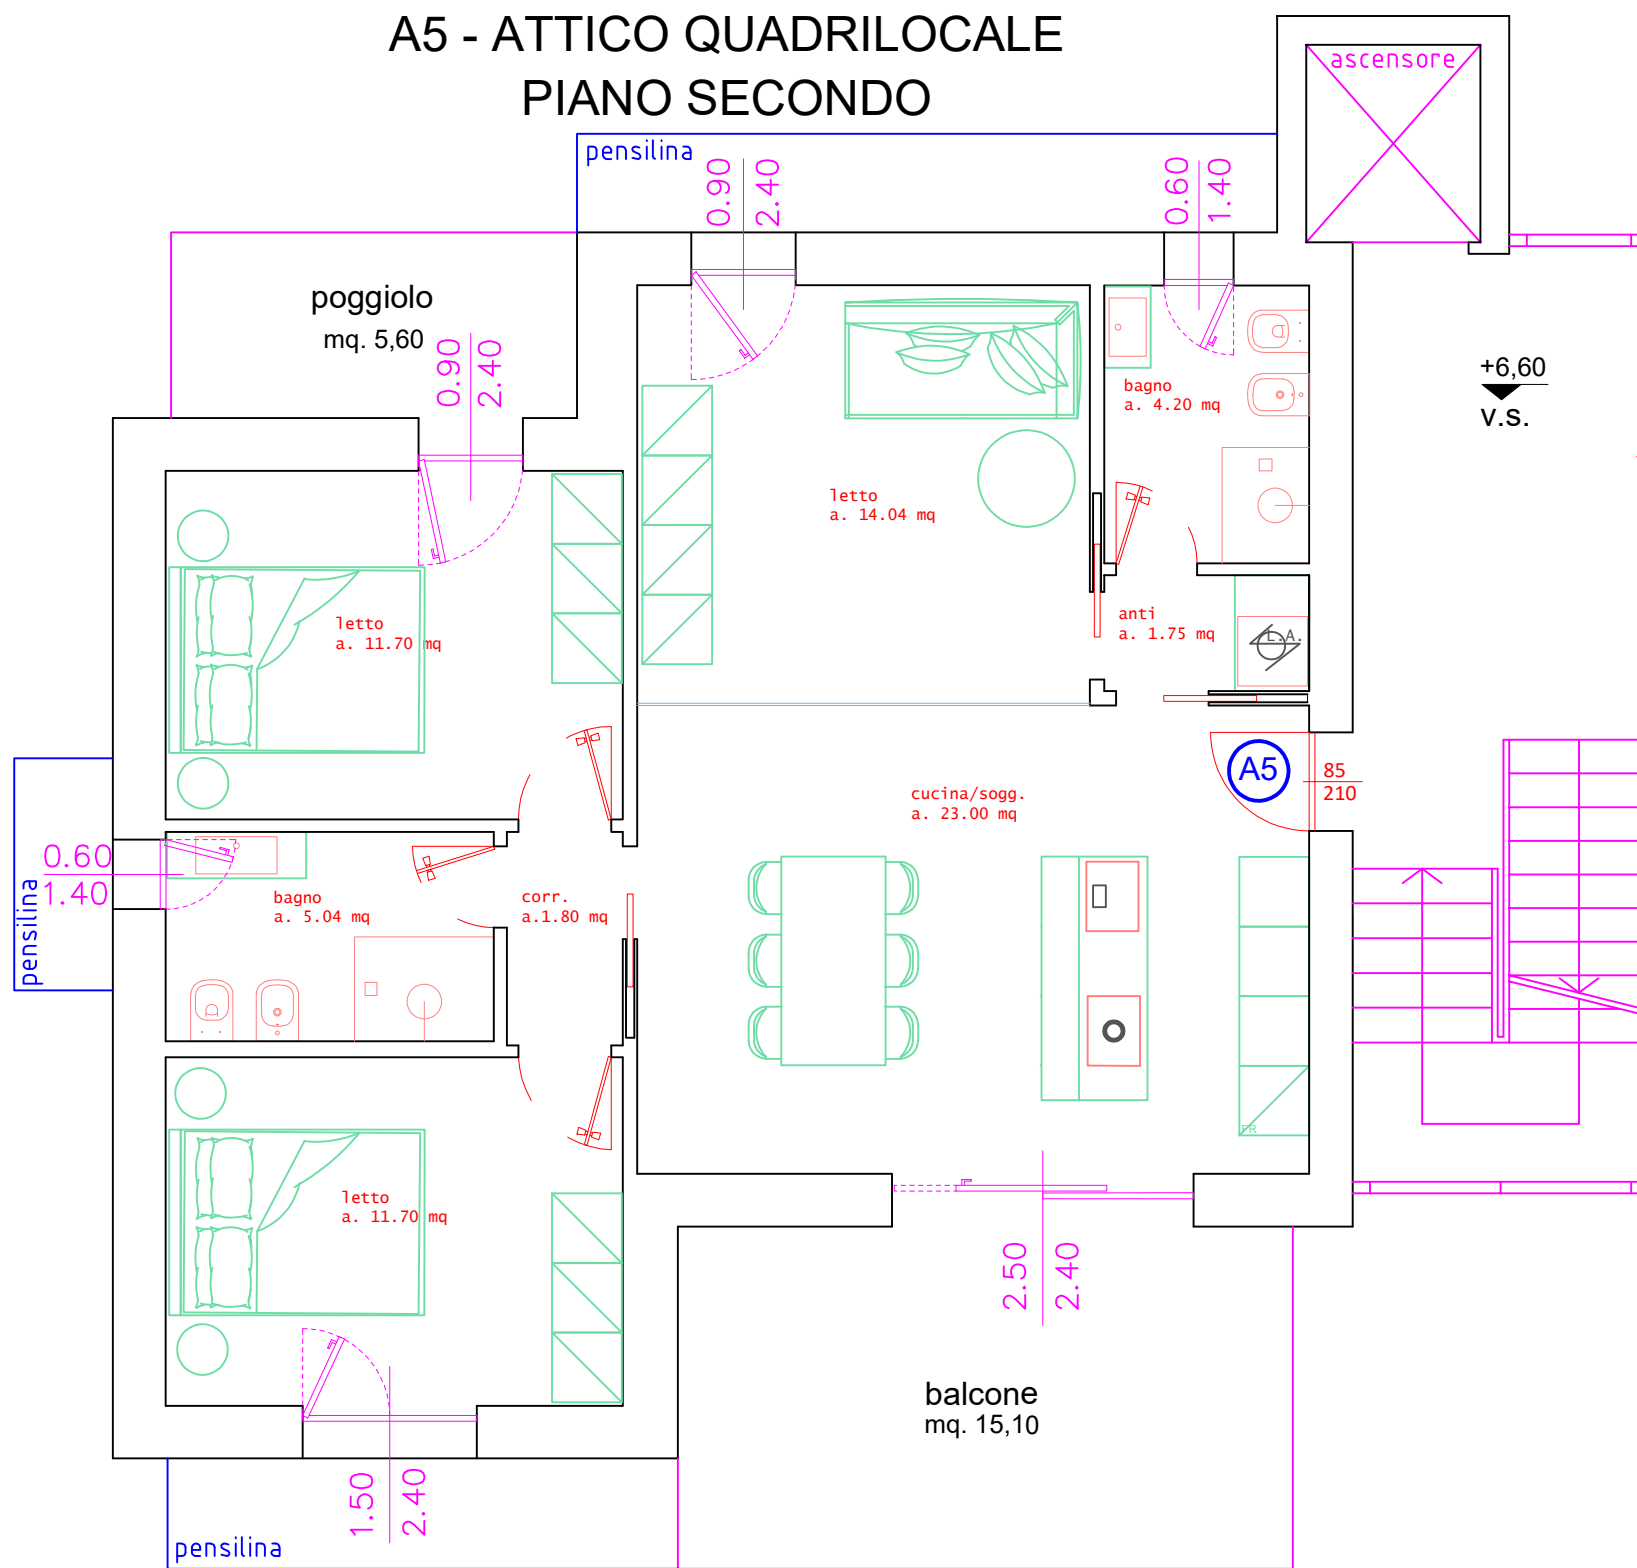 A5 - ATTICO QUADRILOCALE
PIANO SECONDO
ascensore
pensilina
0.90
2.40
0.60
1.40
poggiolo
mq. 5,60
0.90
2.40
+6,60
v.s.
bagno
a. 4.20 mq
letto
a. 14.04 mq
letto
a. 11.70 mq
anti
a. 1.75 mq
L.A.
A5
85
210
cucina/sogg.
a. 23.00 mq
0.60
1.40
pensilina
bagno
a. 5.04 mq
corr.
a.1.80 mq
FR
letto
a. 11.70 mq
2.50
2.40
balcone
mq. 15,10
1.50
2.40
pensilina